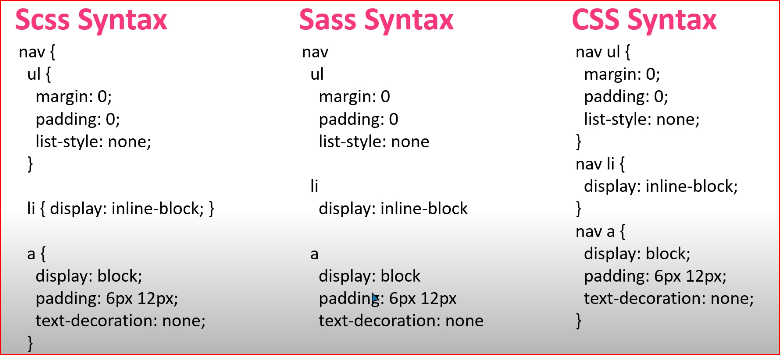 Scss Syntax
nav {
ul {
margin: 0;
padding: 0;
list-style: none;
}
li { display: inline-block; }
a {
display: block;
padding: 6px 12px;
text-decoration: none;
}
Sass Syntax
nav
ul
margin: 0
padding: 0
list-style: none
li
display: inline-block
a
display: block
padding: 6px 12px
text-decoration: none
CSS Syntax
nav ul {
margin: 0;
padding: 0;
list-style: none;
}
nav li {
display: inline-block;
}
nav a {
display: block;
padding: 6px 12px;
text-decoration: none;
}